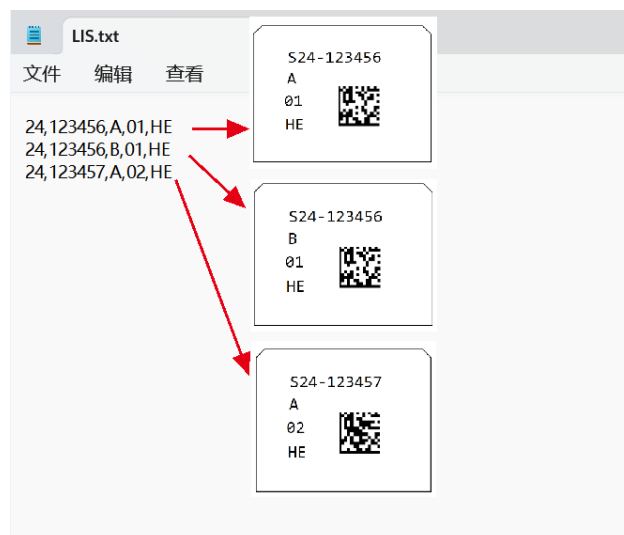 LIS.txt
文件 编辑 查看
24,123456,A,01,HE
24,123456,B,01,HE
24,123457,A,02,HE
S24-123456
A
01
HE
S24-123456
B
01
HE
S24-123457
A
02
HE